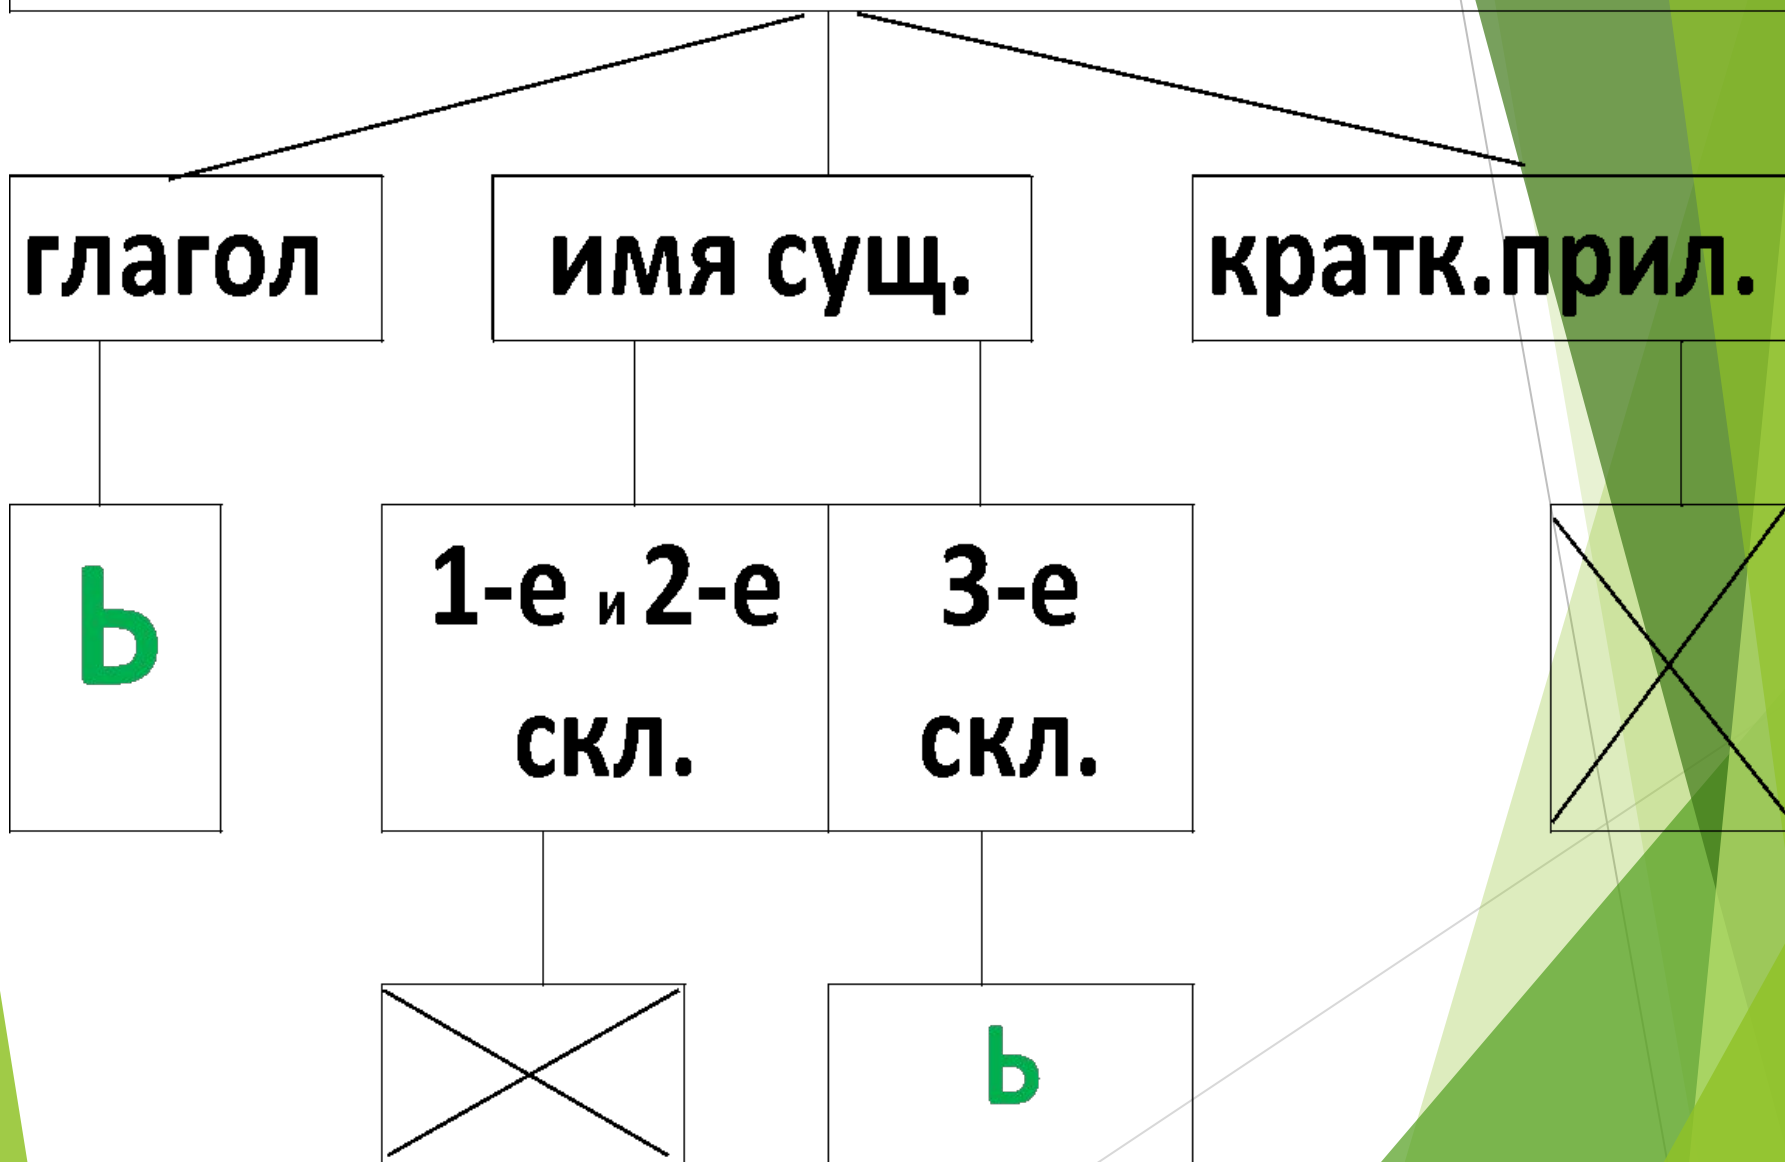 глагол
имя сущ.
кратк.прил.
ь
1-е и 2-е
скл.
3-е
скл.
ь